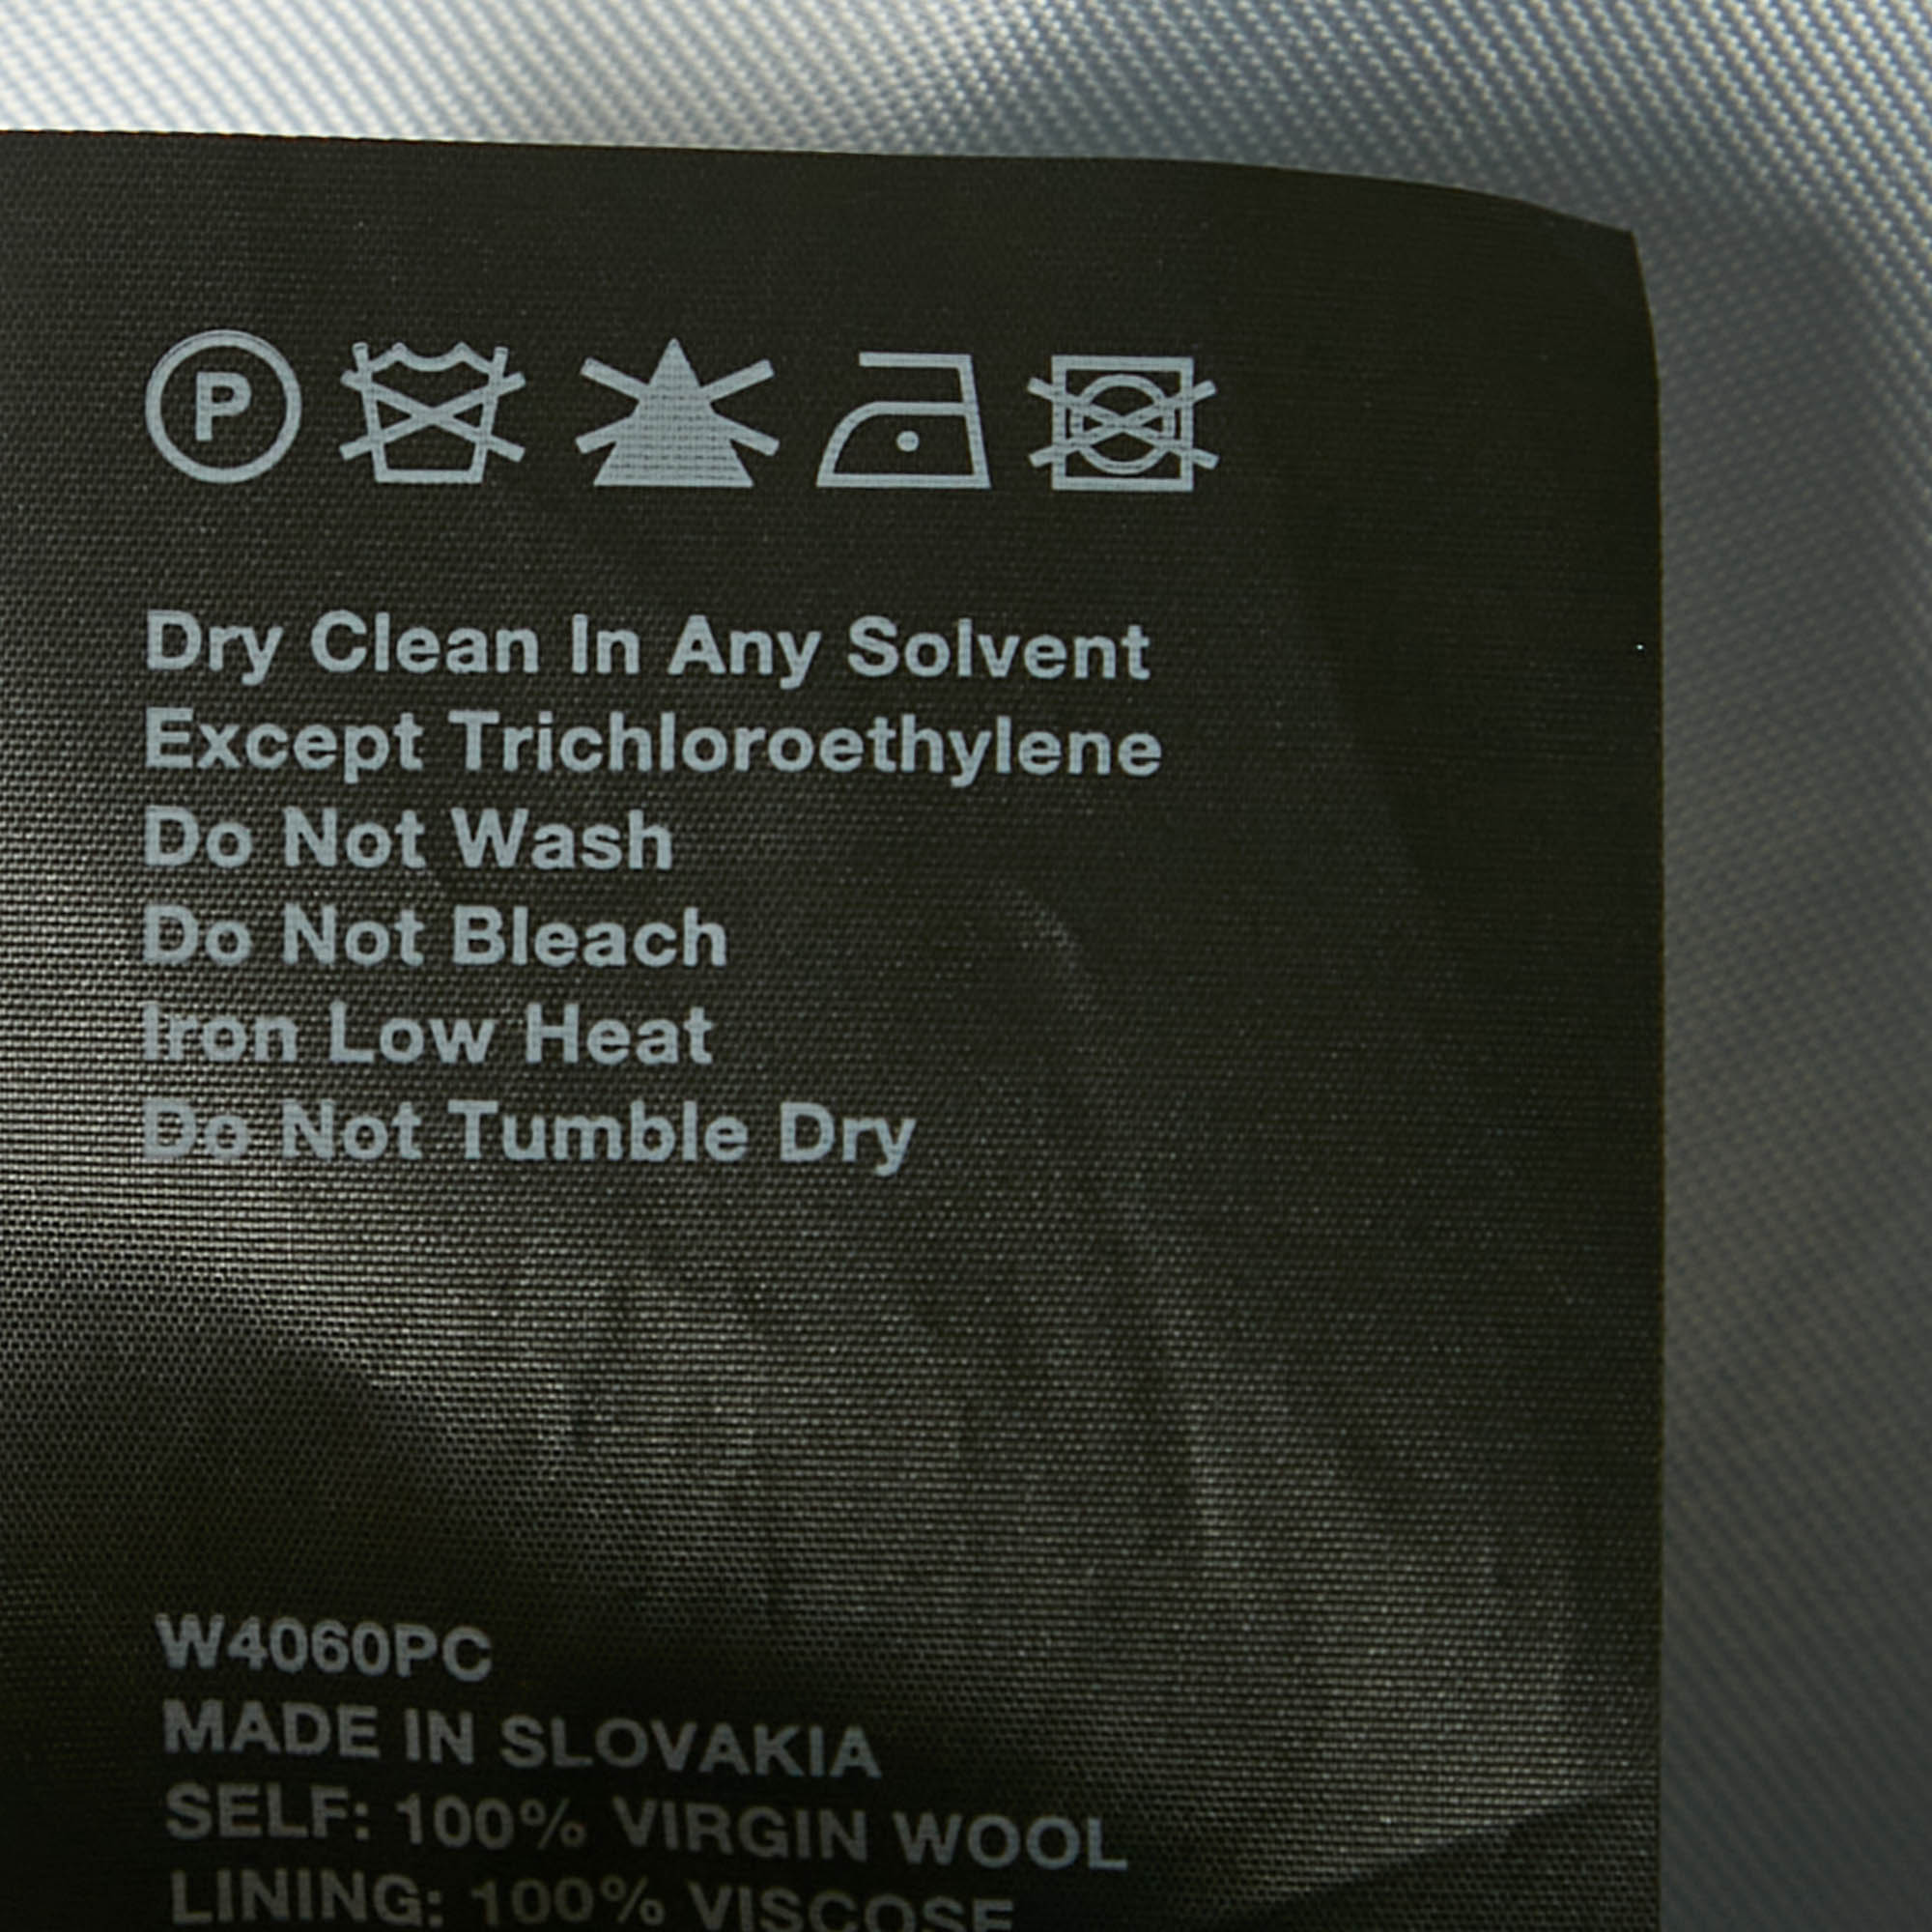 P
Dry Clean In Any Solvent
Except Trichloroethylene
Do Not Wash
Do Not Bleach
Iron Low Heat
Do Not Tumble Dry
W4060PC
MADE IN SLOVAKIA
SELF: 100% VIRGIN WOOL
LINING: 100% VISCOSE